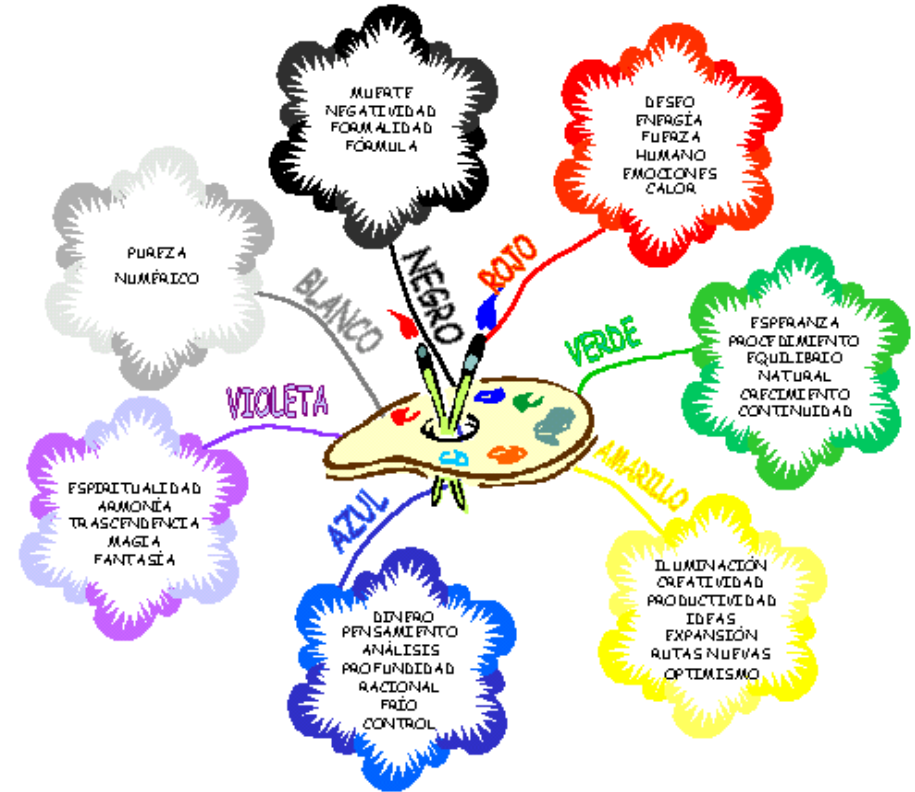 MUERTE
NEGATIVIDAD
FORMALIDAD
FÓRMULA
NEGRO
DESEO
ENERGÍA
FUERZA
HUMANO
EMOCIONES
CALOR
ROJO
PUREZA
NUMÉRICO
BLANCO
ESPERANZA
PROCEDIMIENTO
EQUILIBRIO
NATURAL
CRECIMIENTO
CONTINUIDAD
VERDE
VIOLETA
ESPIRITUALIDAD
ARMONÍA
TRASCENDENCIA
MAGIA
FANTASÍA
AMARILLO
ILUMINACIÓN
CREATIVIDAD
PRODUCTIVIDAD
IDEAS
EXPANSIÓN
RUTAS NUEVAS
OPTIMISMO
AZUL
DINERO
PENSAMIENTO
ANÁLISIS
PROFUNDIDAD
RACIONAL
FRÍO
CONTROL